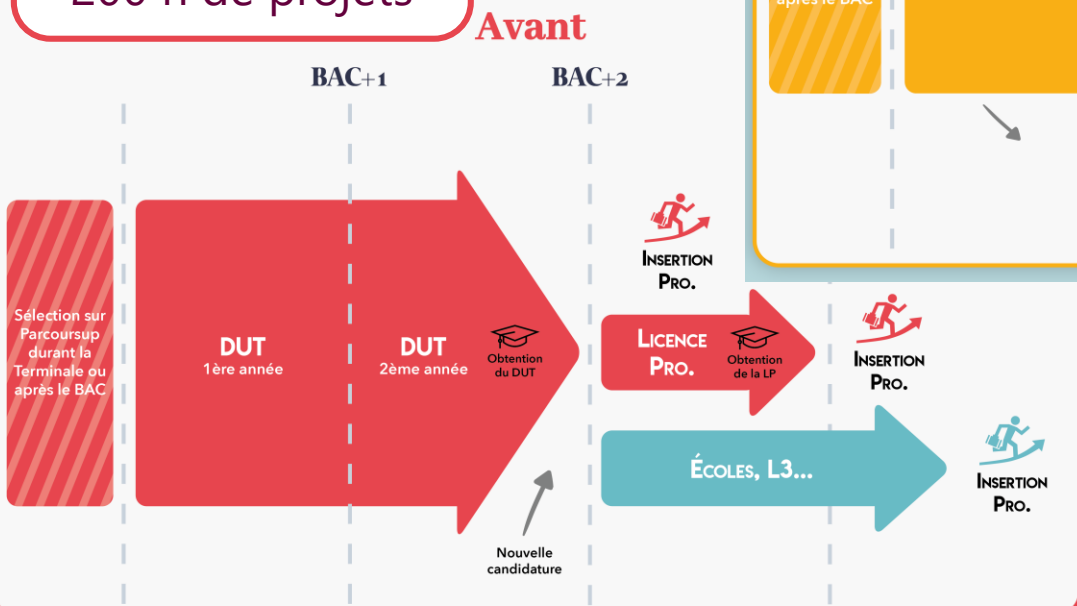 Avant
BAC+1
BAC+2
après le BAC
Sélection sur
Parcoursup
durant la
Terminale ou
après le BAC
DUT
1ère année
DUT
2ème année
Obtention
du DUT
Nouvelle
candidature
Insertion
Pro.
Licence
Pro.
Obtention
de la LP
Insertion
Pro.
Écoles, L3...
Insertion
Pro.